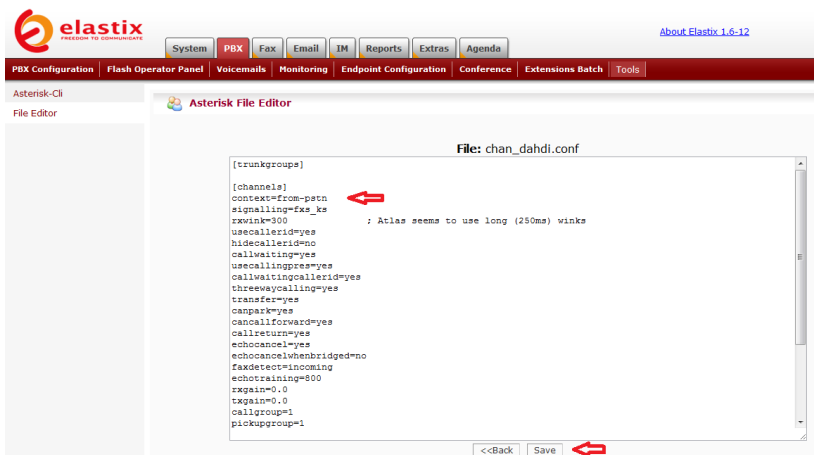 elastix
FREEDOM TO COMMUNICATE
About Elastix 1.6-12
System PBX Fax Email IM Reports Extras Agenda
PBX Configuration Flash Operator Panel Voicemails Monitoring Endpoint Configuration Conference Extensions Batch Tools
Asterisk-Cli
File Editor
Asterisk File Editor
File: chan_dahdi.conf
[trunkgroups]
[channels]
context=from-pstn
signalling=fxs_ks
rxwink=300 ; Atlas seems to use long (250ms) winks
usecallerid=yes
hidecallerid=no
callwaiting=yes
usecallingpres=yes
callwaitingcallerid=yes
threewaycalling=yes
transfer=yes
canpark=yes
cancallforward=yes
callreturn=yes
echocancel=yes
echocancelwhenbridged=no
faxdetect=incoming
echotraining=800
rxgain=0.0
txgain=0.0
callgroup=1
pickupgroup=1
<<Back Save